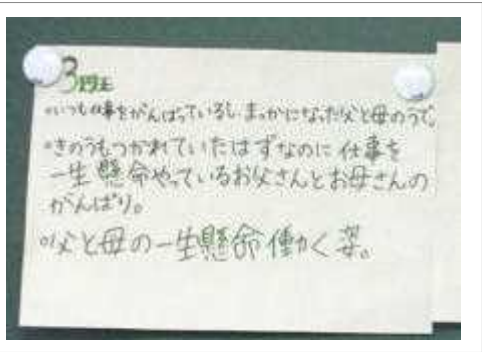 3班
・いつも仕事をがんばっているし、まっかになった父と母のうで。
・きのうもつかれていたはずなのに仕事を
一生懸命やっているお父さんとお母さんの
がんばり。
・父と母の一生懸命働く姿。